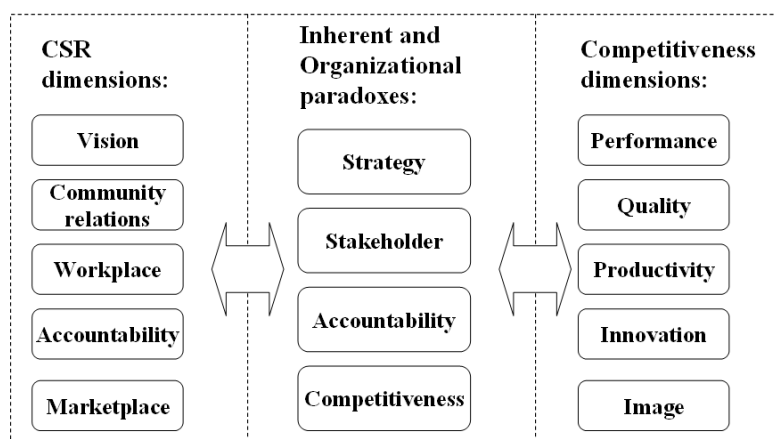 CSR
dimensions:
Vision
Community
relations
Workplace
Accountability
Marketplace
Inherent and
Organizational
paradoxes:
Strategy
Stakeholder
Accountability
Competitiveness
Competitiveness
dimensions:
Performance
Quality
Productivity
Innovation
Image